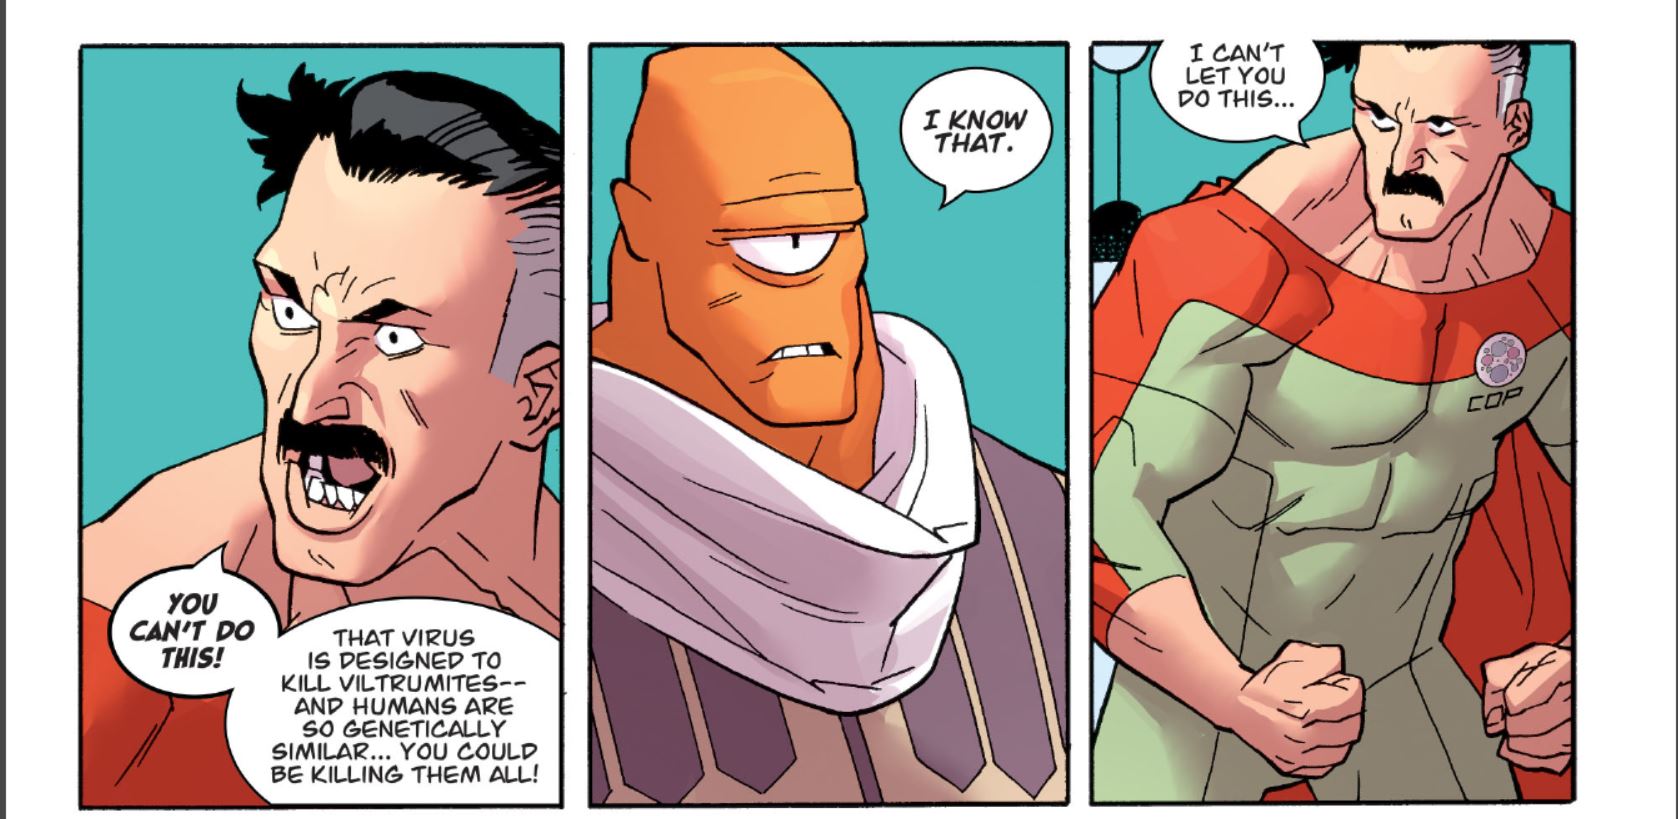 YOU
CAN'T DO
THIS!
THAT VIRUS
IS DESIGNED TO
KILL VILTRUMITES--
AND HUMANS ARE
SO GENETICALLY
SIMILAR... YOU COULD
BE KILLING THEM ALL!
I KNOW
THAT.
I CAN'T
LET YOU
DO THIS...
COP